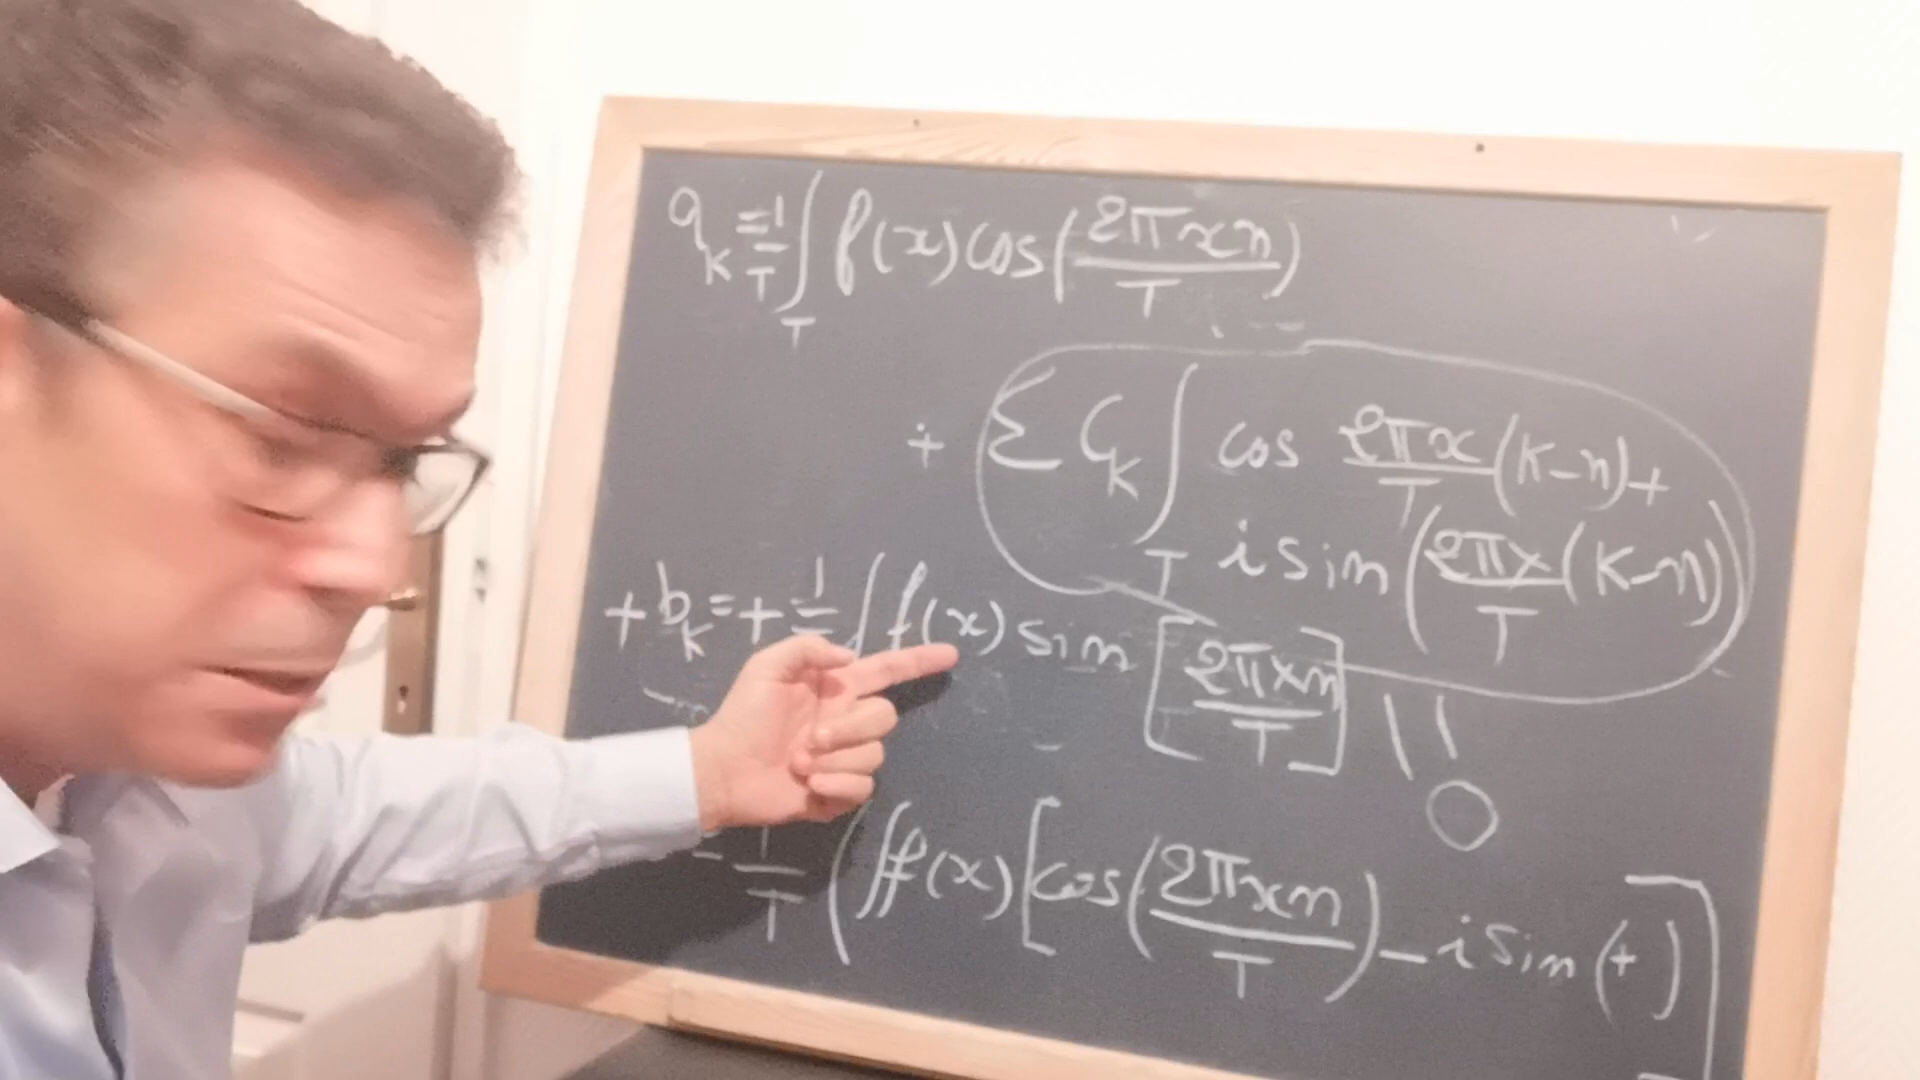 a_k = 1/T ∫_T f(x) cos(2πxn/T)
+ Σ C_k ∫_T cos 2πx/T (k-n) +
i sin(2πx/T (k-n))
+ b_k = + 1/ ∫ f(x) sin [2πxn/T]
|| 0
- 1/T (∫ f(x) [cos(2πxn/T) - i sin(+)]